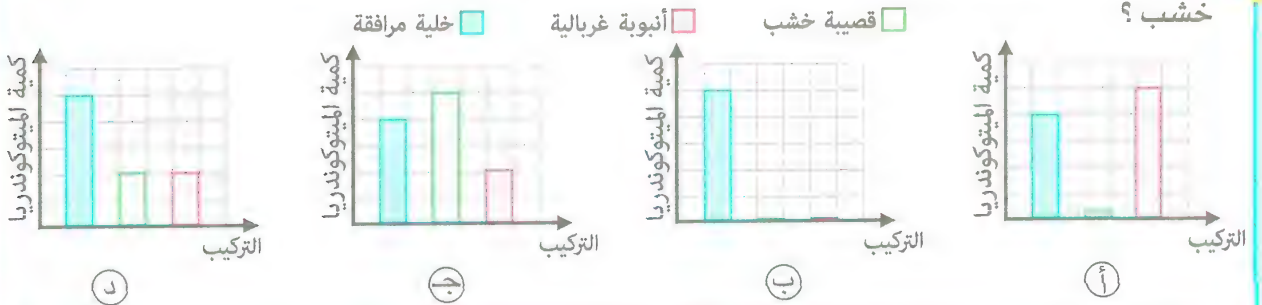 خشب ؟
قصيبة خشب أنبوبة غربالية خلية مرافقة
كمية الميتوكوندريا
التركيب
أ
كمية الميتوكوندريا
التركيب
ب
كمية الميتوكوندريا
التركيب
جـ
كمية الميتوكوندريا
التركيب
د